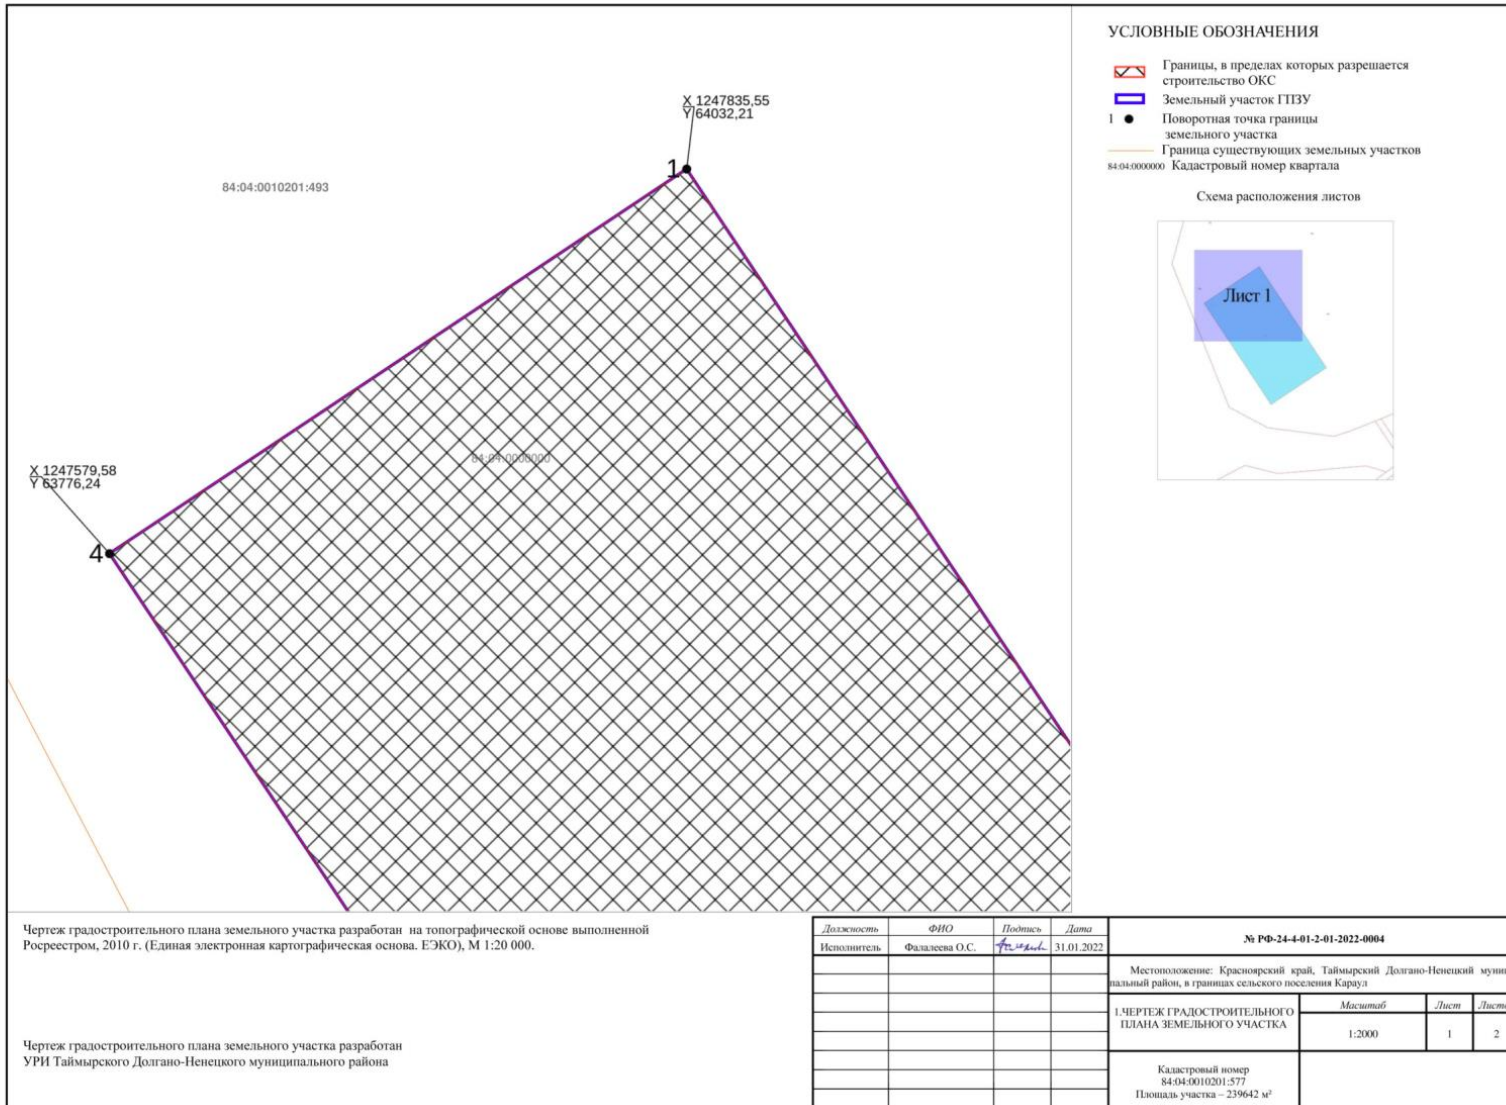 X 1247835,55
Y 64032,21
1
84:04:0010201:493
84:04:0000000
X 1247579,58
Y 63776,24
4
УСЛОВНЫЕ ОБОЗНАЧЕНИЯ
Границы, в пределах которых разрешается
строительство ОКС
Земельный участок ГПЗУ
1 Поворотная точка границы
земельного участка
Граница существующих земельных участков
84:04:0000000 Кадастровый номер квартала
Схема расположения листов
Лист 1
Чертеж градостроительного плана земельного участка разработан на топографической основе выполненной
Росреестром, 2010 г. (Единая электронная картографическая основа. ЕЭКО), М 1:20 000.
Чертеж градостроительного плана земельного участка разработан
УРИ Таймырского Долгано-Ненецкого муниципального района
Должность ФИО Подпись Дата
Исполнитель Фалалеева О.С. 31.01.2022
№ РФ-24-4-01-2-01-2022-0004
Местоположение: Красноярский край, Таймырский Долгано-Ненецкий муни
пальный район, в границах сельского поселения Караул
1.ЧЕРТЕЖ ГРАДОСТРОИТЕЛЬНОГО
ПЛАНА ЗЕМЕЛЬНОГО УЧАСТКА
Масштаб Лист Листо
1:2000 1 2
Кадастровый номер
84:04:0010201:577
Площадь участка – 239642 м²